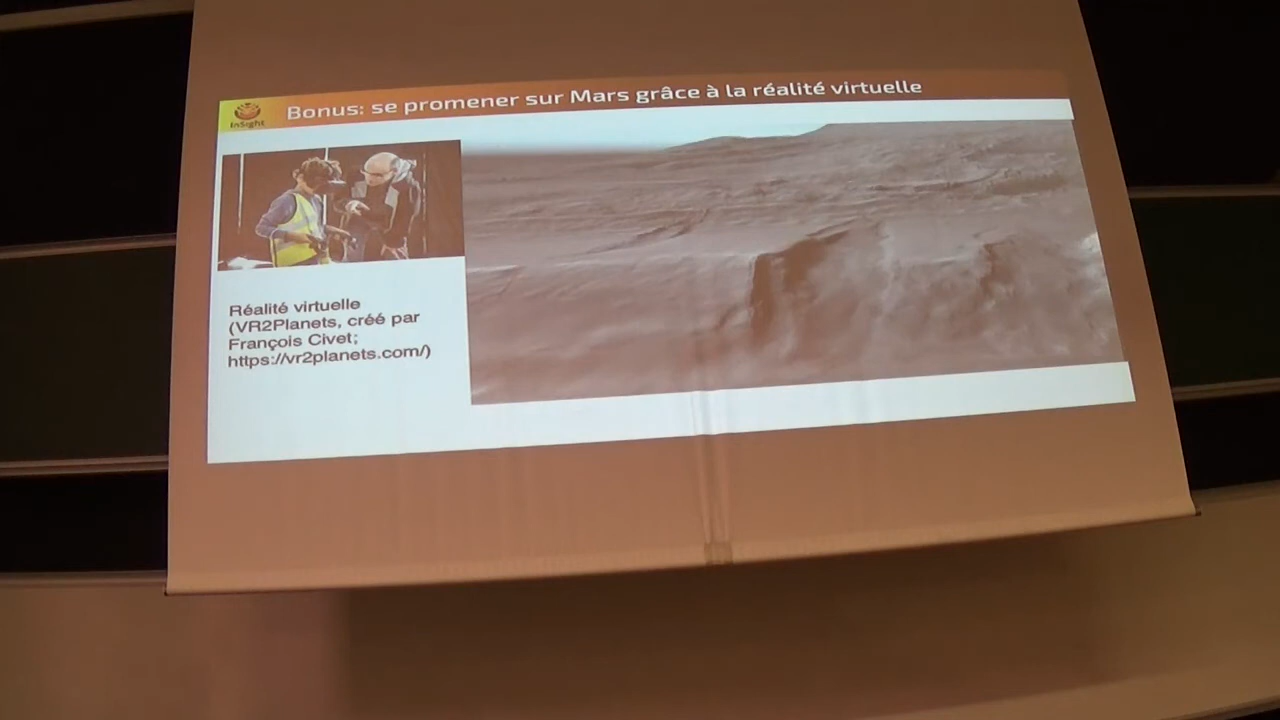 InSight
Bonus: se promener sur Mars grâce à la réalité virtuelle
Réalité virtuelle
(VR2Planets, créé par
François Civet;
https://vr2planets.com/)